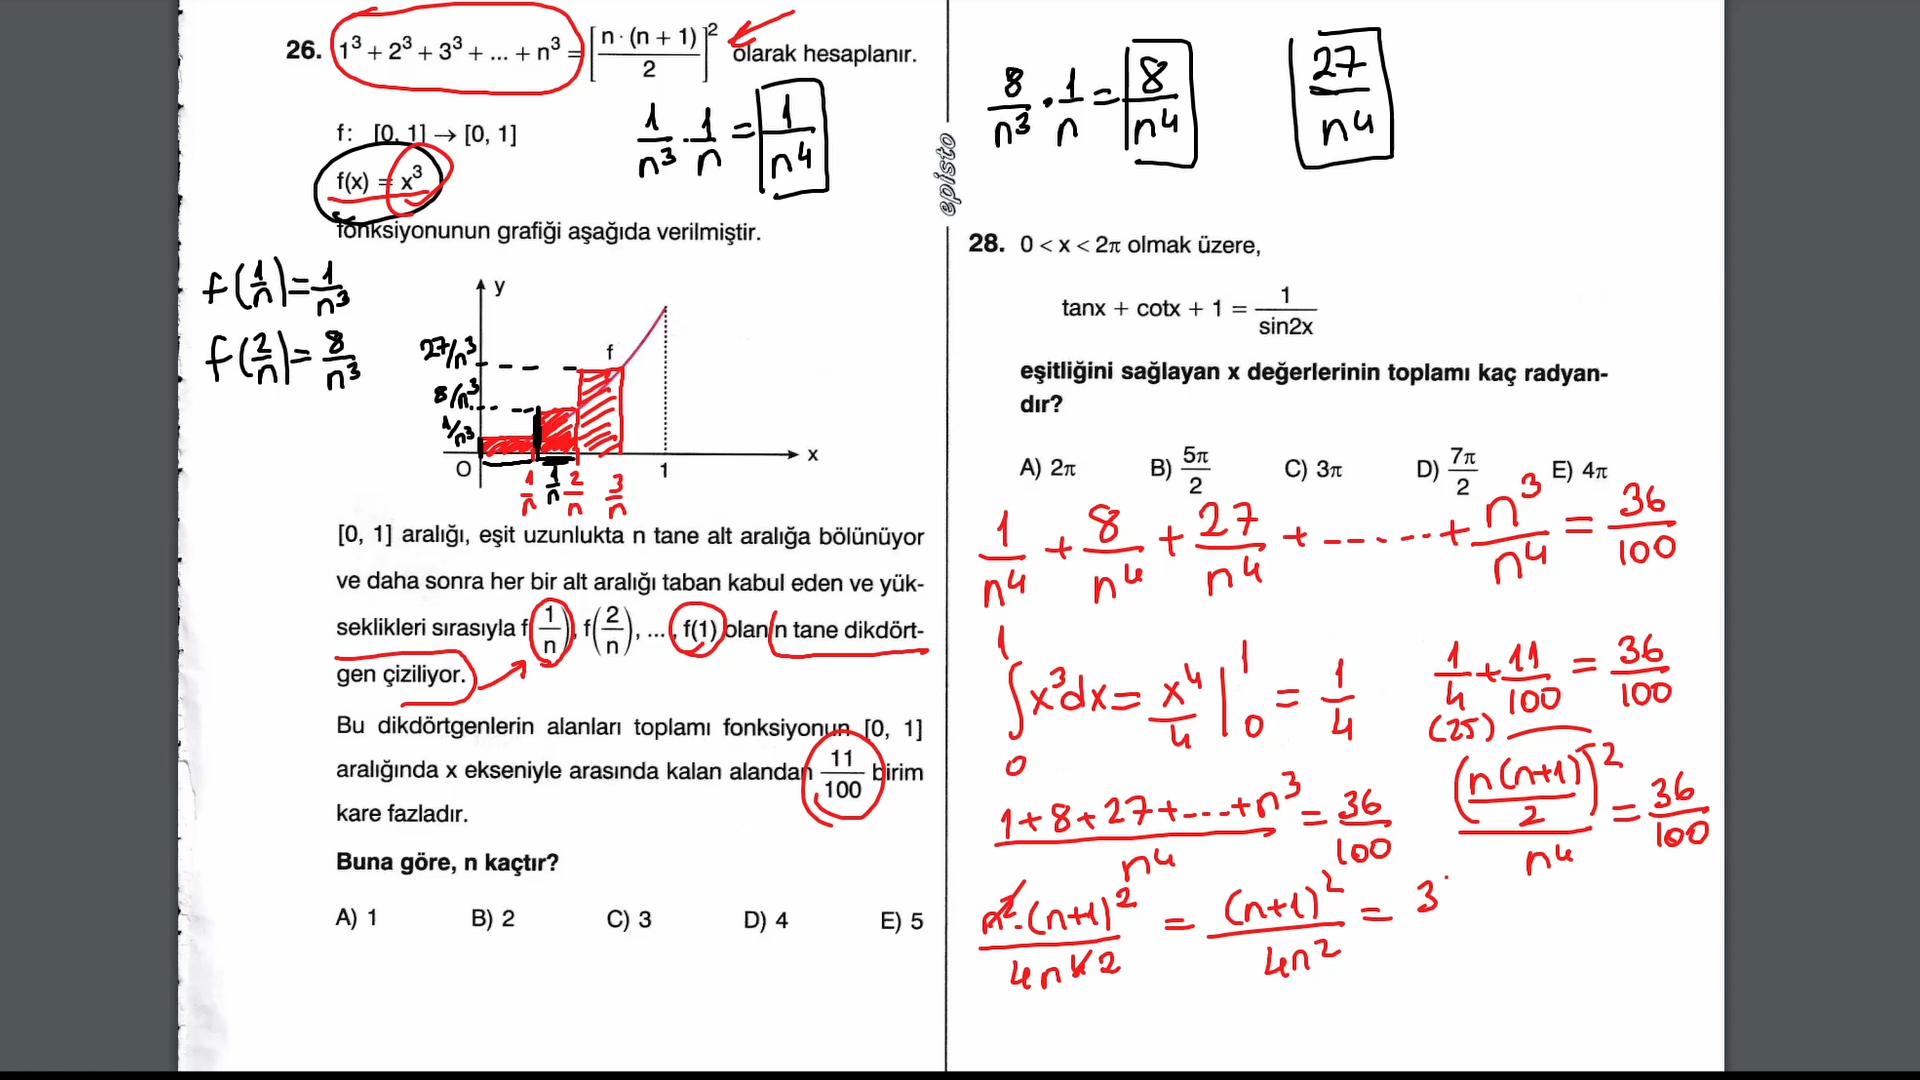 26. 1³ + 2³ + 3³ + ... + n³ = [n · (n + 1) / 2]² olarak hesaplanır.
f: [0, 1] → [0, 1]
f(x) = x³
fonksiyonunun grafiği aşağıda verilmiştir.
1/n³ · 1/n = 1/n⁴
f(1/n) = 1/n³
f(2/n) = 8/n³
y
27/n³
f
8/n³
1/n³
x
O
1
1/n 1/n 2/n 3/n
[0, 1] aralığı, eşit uzunlukta n tane alt aralığa bölünüyor
ve daha sonra her bir alt aralığı taban kabul eden ve yük-
seklikleri sırasıyla f(1/n), f(2/n), ..., f(1) olan n tane dikdört-
gen çiziliyor.
Bu dikdörtgenlerin alanları toplamı fonksiyonun [0, 1]
aralığında x ekseniyle arasında kalan alandan 11/100 birim
kare fazladır.
Buna göre, n kaçtır?
A) 1 B) 2 C) 3 D) 4 E) 5
episto
8/n³ · 1/n = 8/n⁴ 27/n⁴
28. 0 < x < 2π olmak üzere,
tanx + cotx + 1 = 1/sin2x
eşitliğini sağlayan x değerlerinin toplamı kaç radyan-
dır?
A) 2π B) 5π/2 C) 3π D) 7π/2 E) 4π
1/n⁴ + 8/n⁴ + 27/n⁴ + ...... + n³/n⁴ = 36/100
∫₀¹ x³dx = x⁴/4 |₀¹ = 1/4 1/4 + 11/100 = 36/100
(25)
1+8+27+...+n³ / n⁴ = 36/100 (n(n+1)/2)² / n⁴ = 36/100
n²·(n+1)² / 4n⁴2 = (n+1)² / 4n² = 3